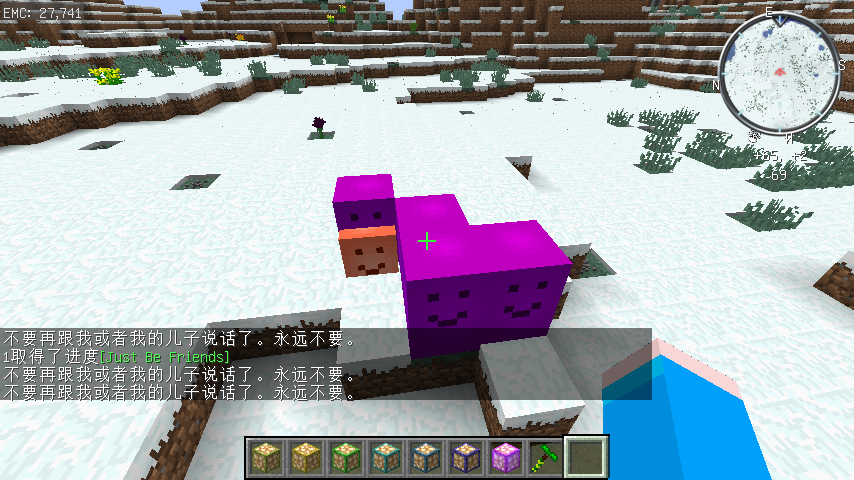 EMC: 27,741
E
S
N
+65, +2
-69
不要再跟我或者我的儿子说话了。永远不要。
1取得了进度[Just Be Friends]
不要再跟我或者我的儿子说话了。永远不要。
不要再跟我或者我的儿子说话了。永远不要。